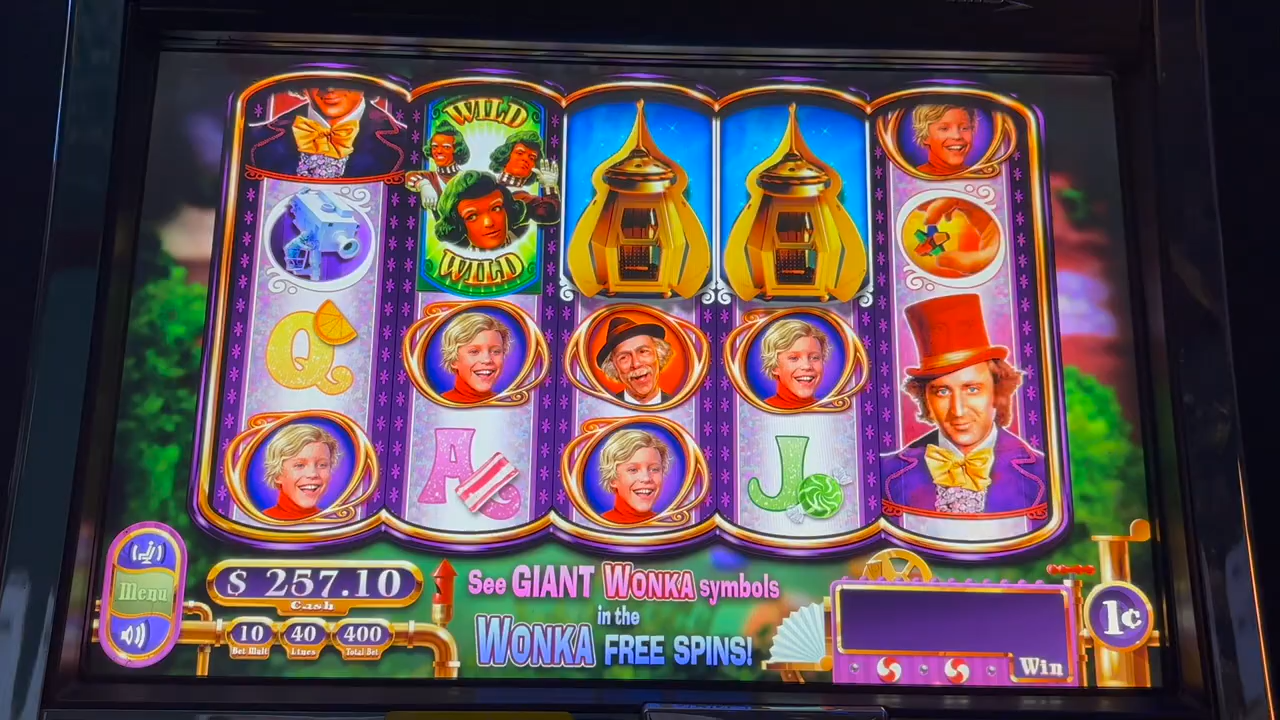 WILD
WILD
Q
A
J
Menu
$ 257.10
Cash
10
40
400
Bet Mult
Lines
Total Bet
See GIANT WONKA symbols
in the
WONKA FREE SPINS!
1¢
Win